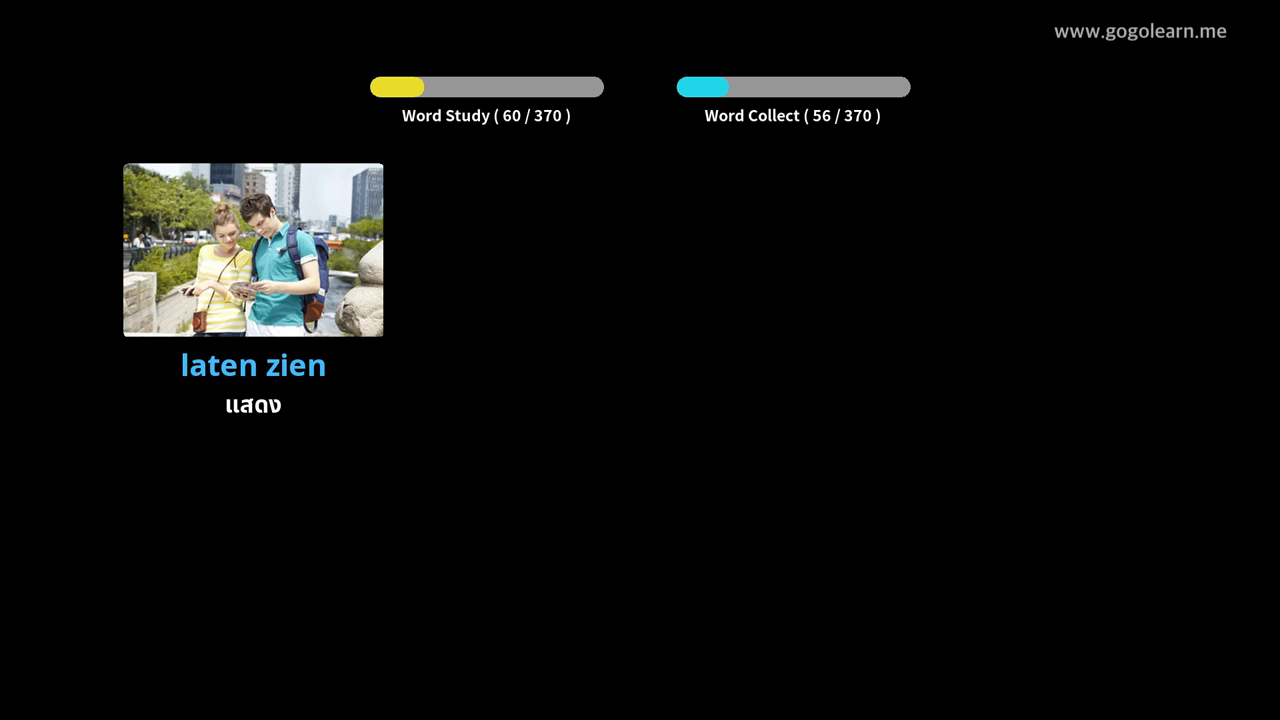 www.gogolearn.me
Word Study ( 60 / 370 )
Word Collect ( 56 / 370 )
laten zien
แสดง